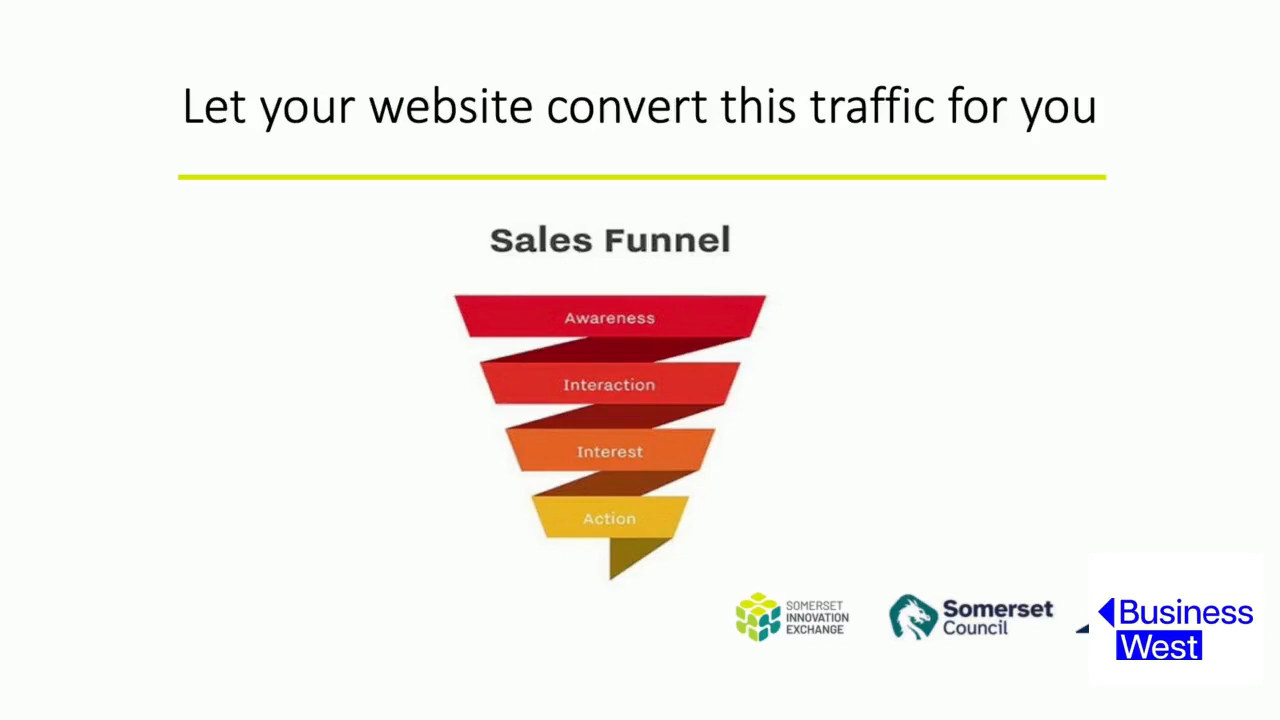 Let your website convert this traffic for you
Sales Funnel
Awareness
Interaction
Interest
Action
SOMERSET
INNOVATION
EXCHANGE
Somerset
Council
Business
West